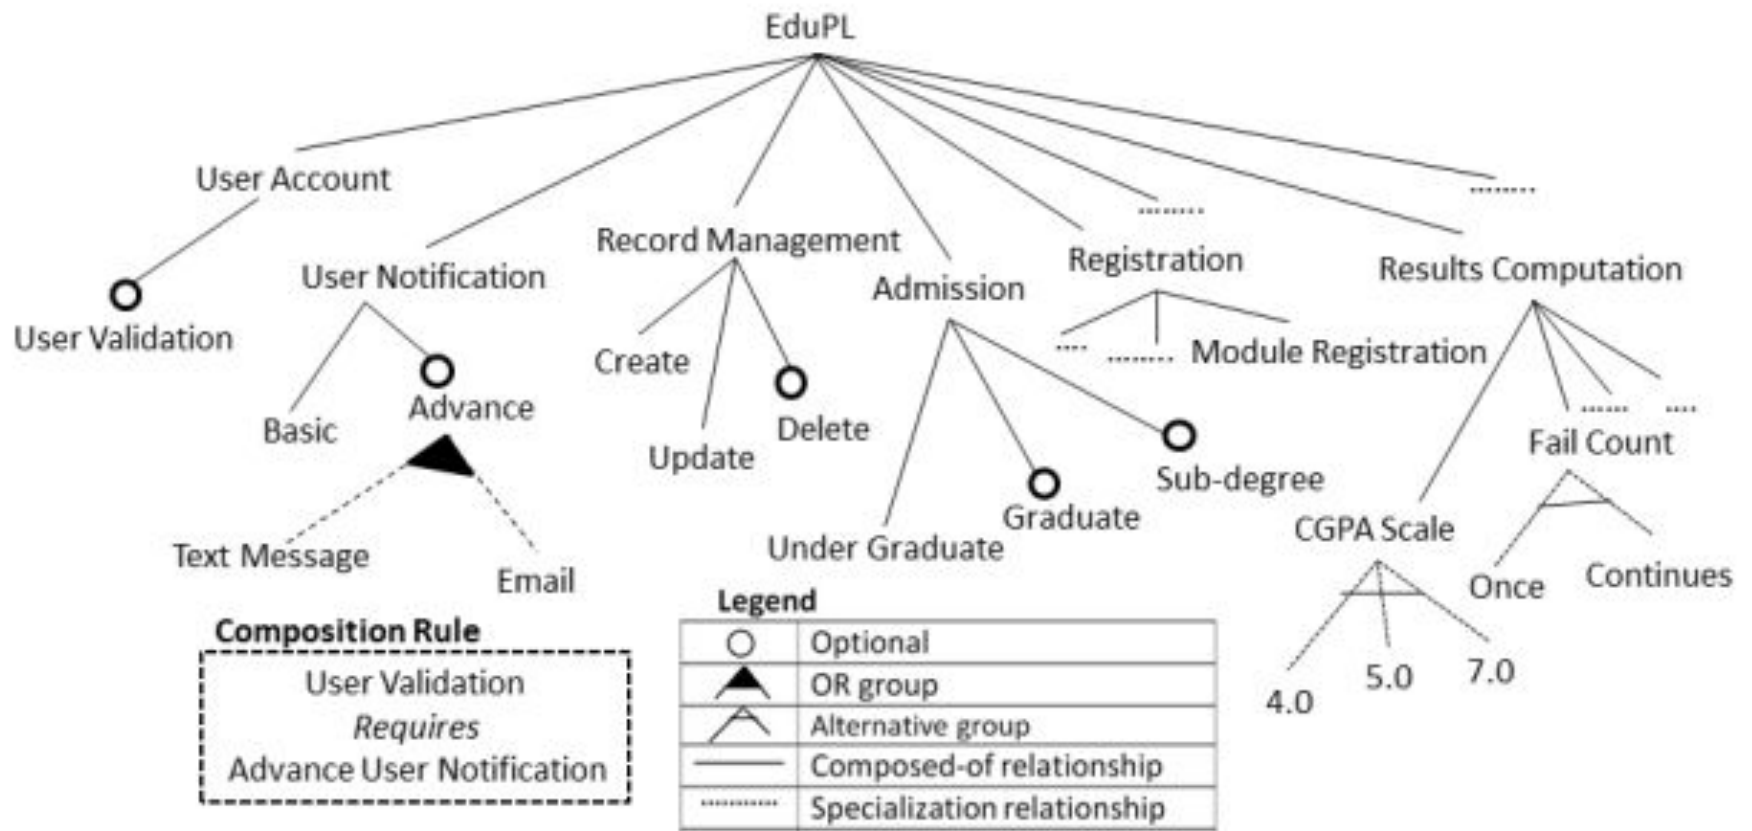 EduPL
User Account
User Notification
Record Management
Admission
Registration
Results Computation
User Validation
Basic
Advance
Create
Update
Delete
Under Graduate
Graduate
Sub-degree
Module Registration
CGPA Scale
Fail Count
Text Message
Email
Once
Continues
4.0
5.0
7.0
Composition Rule
User Validation
Requires
Advance User Notification
Legend
Optional
OR group
Alternative group
Composed-of relationship
Specialization relationship